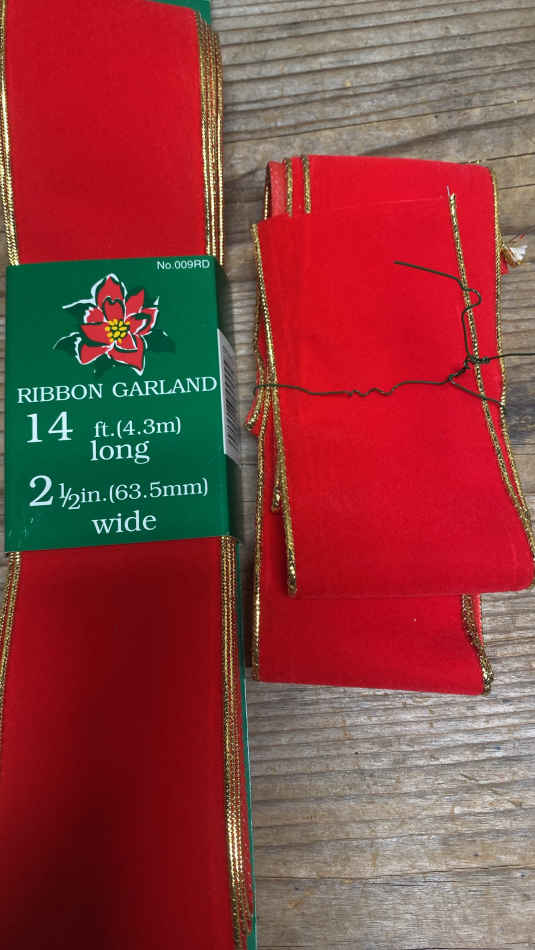 No.009RD
RIBBON GARLAND
14 ft.(4.3m)
long
2 1/2in.(63.5mm)
wide